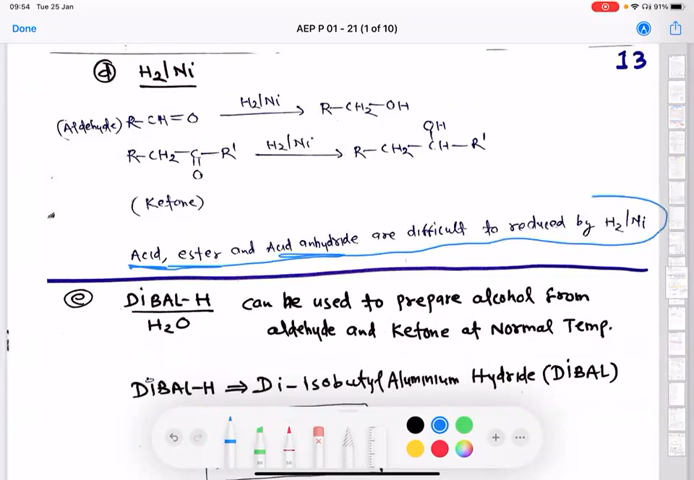 09:54 Tue 25 Jan
91%
Done
AEP P 01 - 21 (1 of 10)
13
(d) H2/Ni
(Aldehyde) R-CH=O H2/Ni → R-CH2-OH
R-CH2-C-R' H2/Ni → R-CH2-CH-R'
O
OH
(Ketone)
Acid, ester and Acid anhydride are difficult to reduced by H2/Ni
(e) DiBAL-H can be used to prepare alcohol from
H2O aldehyde and Ketone at Normal Temp.
DiBAL-H ⇒ Di-Isobutyl Aluminium Hydride (DiBAL)